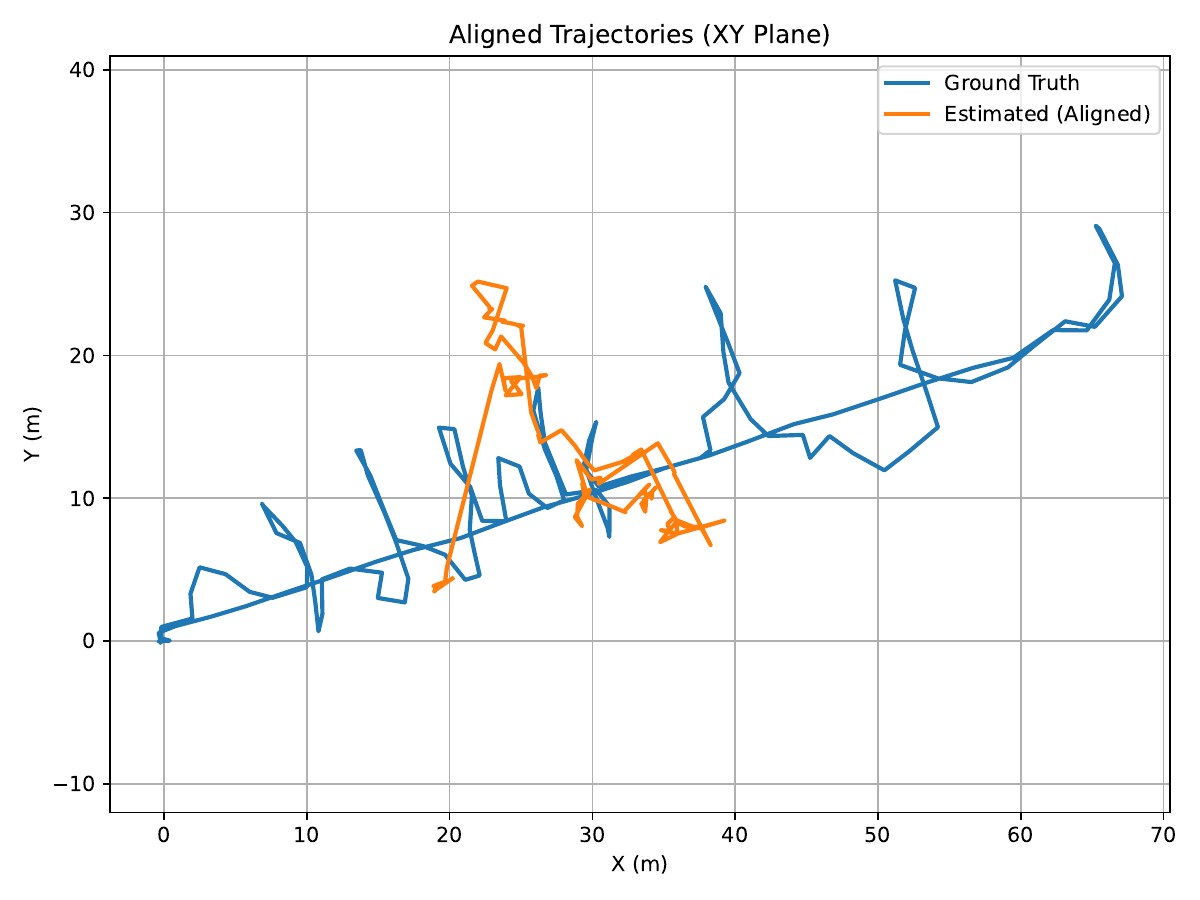 Aligned Trajectories (XY Plane)
Ground Truth
Estimated (Aligned)
Y (m)
40
30
20
10
0
−10
0 10 20 30 40 50 60 70
X (m)